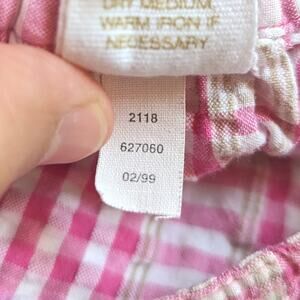 DRY MEDIUM
WARM IRON IF
NECESSARY
2118
627060
02/99